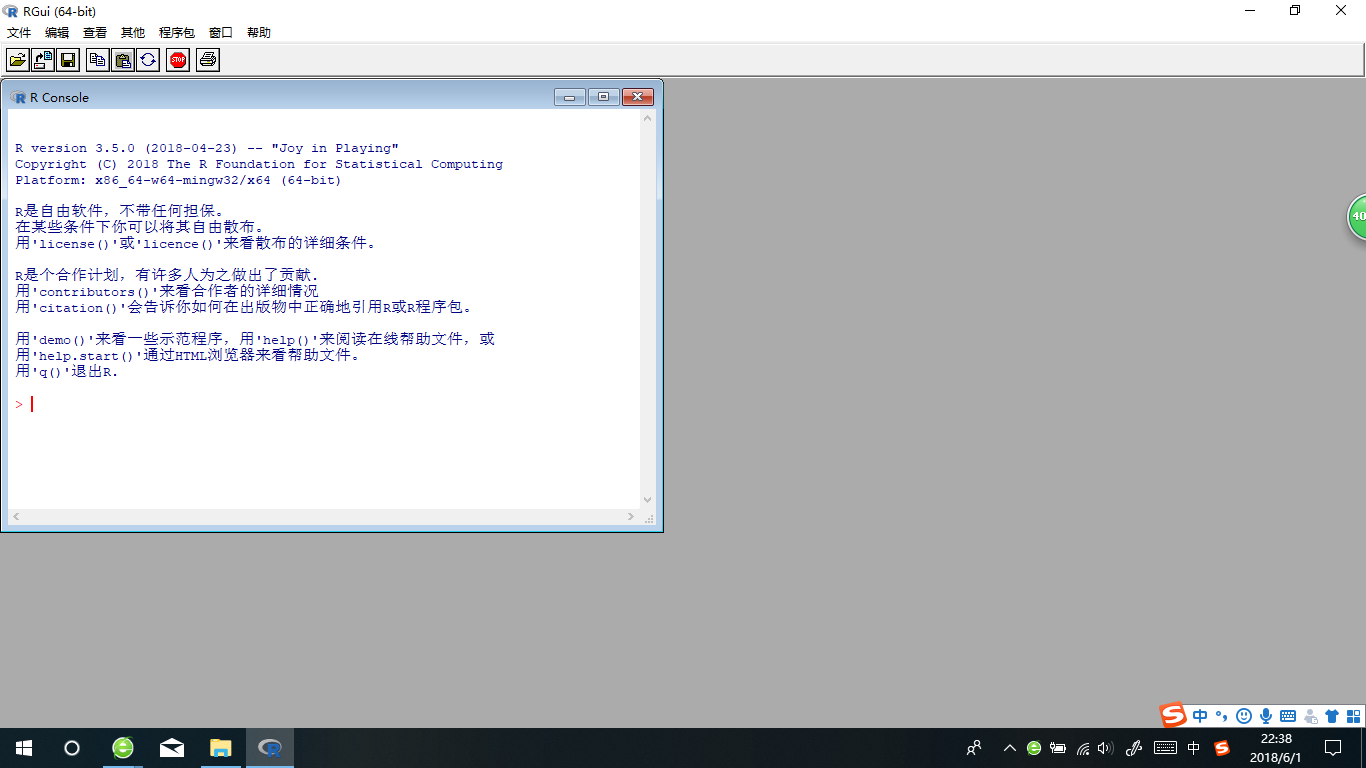 RGui (64-bit)
文件 编辑 查看 其他 程序包 窗口 帮助
STOP
R Console
R version 3.5.0 (2018-04-23) -- "Joy in Playing"
Copyright (C) 2018 The R Foundation for Statistical Computing
Platform: x86_64-w64-mingw32/x64 (64-bit)
R是自由软件，不带任何担保。
在某些条件下你可以将其自由散布。
用'license()'或'licence()'来看散布的详细条件。
R是个合作计划，有许多人为之做出了贡献.
用'contributors()'来看合作者的详细情况
用'citation()'会告诉你如何在出版物中正确地引用R或R程序包。
用'demo()'来看一些示范程序，用'help()'来阅读在线帮助文件，或
用'help.start()'通过HTML浏览器来看帮助文件。
用'q()'退出R.
>
40
中
中
22:38
2018/6/1